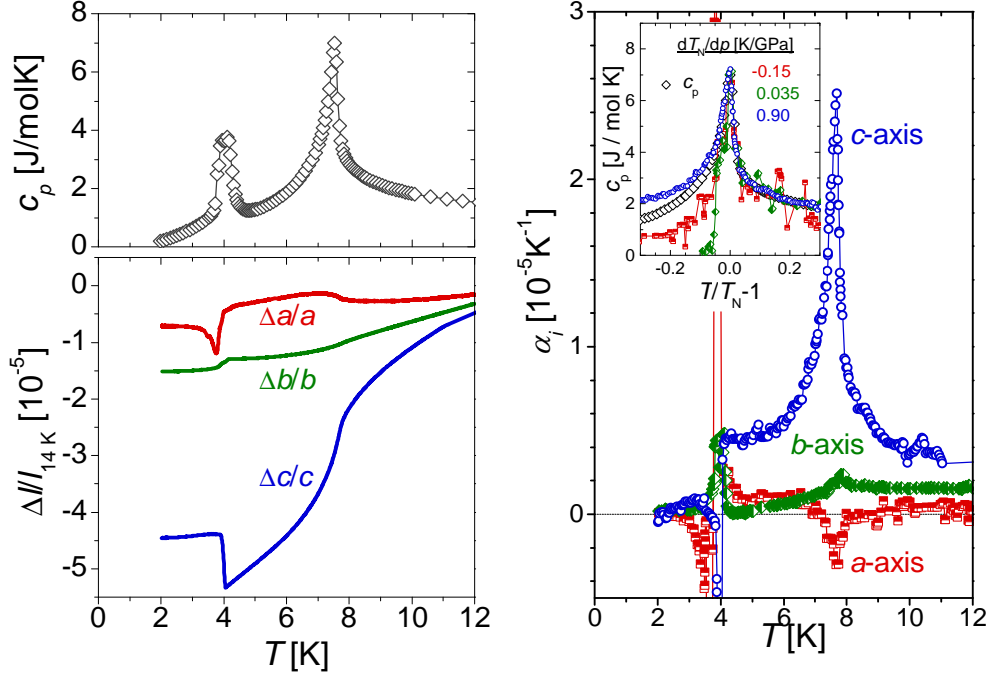 8
6
4
2
0
c_p [J/molK]
0
-1
-2
-3
-4
-5
Δl/l_14 K [10^-5]
Δa/a
Δb/b
Δc/c
0 2 4 6 8 10 12
T [K]
3
2
1
0
α_i [10^-5K^-1]
dT_N/dp [K/GPa]
c_p
-0.15
0.035
0.90
8
6
4
2
0
c_p [J / mol K]
-0.2 0.0 0.2
T/T_N-1
c-axis
b-axis
a-axis
0 2 4 6 8 10 12
T [K]